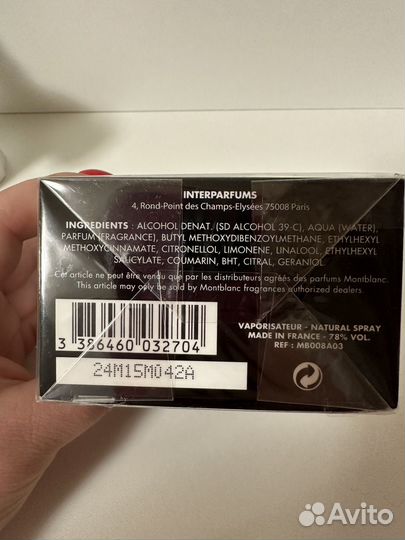 INTERPARFUMS
4, Rond-Point des Champs-Elysées 75008 Paris
INGREDIENTS : ALCOHOL DENAT. (SD ALCOHOL 39-C), AQUA (WATER),
PARFUM (FRAGRANCE), BUTYL METHOXYDIBENZOYLMETHANE, ETHYLHEXYL
METHOXYCINNAMATE, CITRONELLOL, LIMONENE, LINALOOL, ETHYLHEXYL
SALICYLATE, COUMARIN, BHT, CITRAL, GERANIOL
Cet article ne peut être vendu que par les distributeurs agréés des parfums Montblanc.
This article may only be sold by Montblanc fragrances authorized dealers.
3 386460 032704
24M15M042A
VAPORISATEUR - NATURAL SPRAY
MADE IN FRANCE - 78% VOL.
REF : MB008A03
Avito